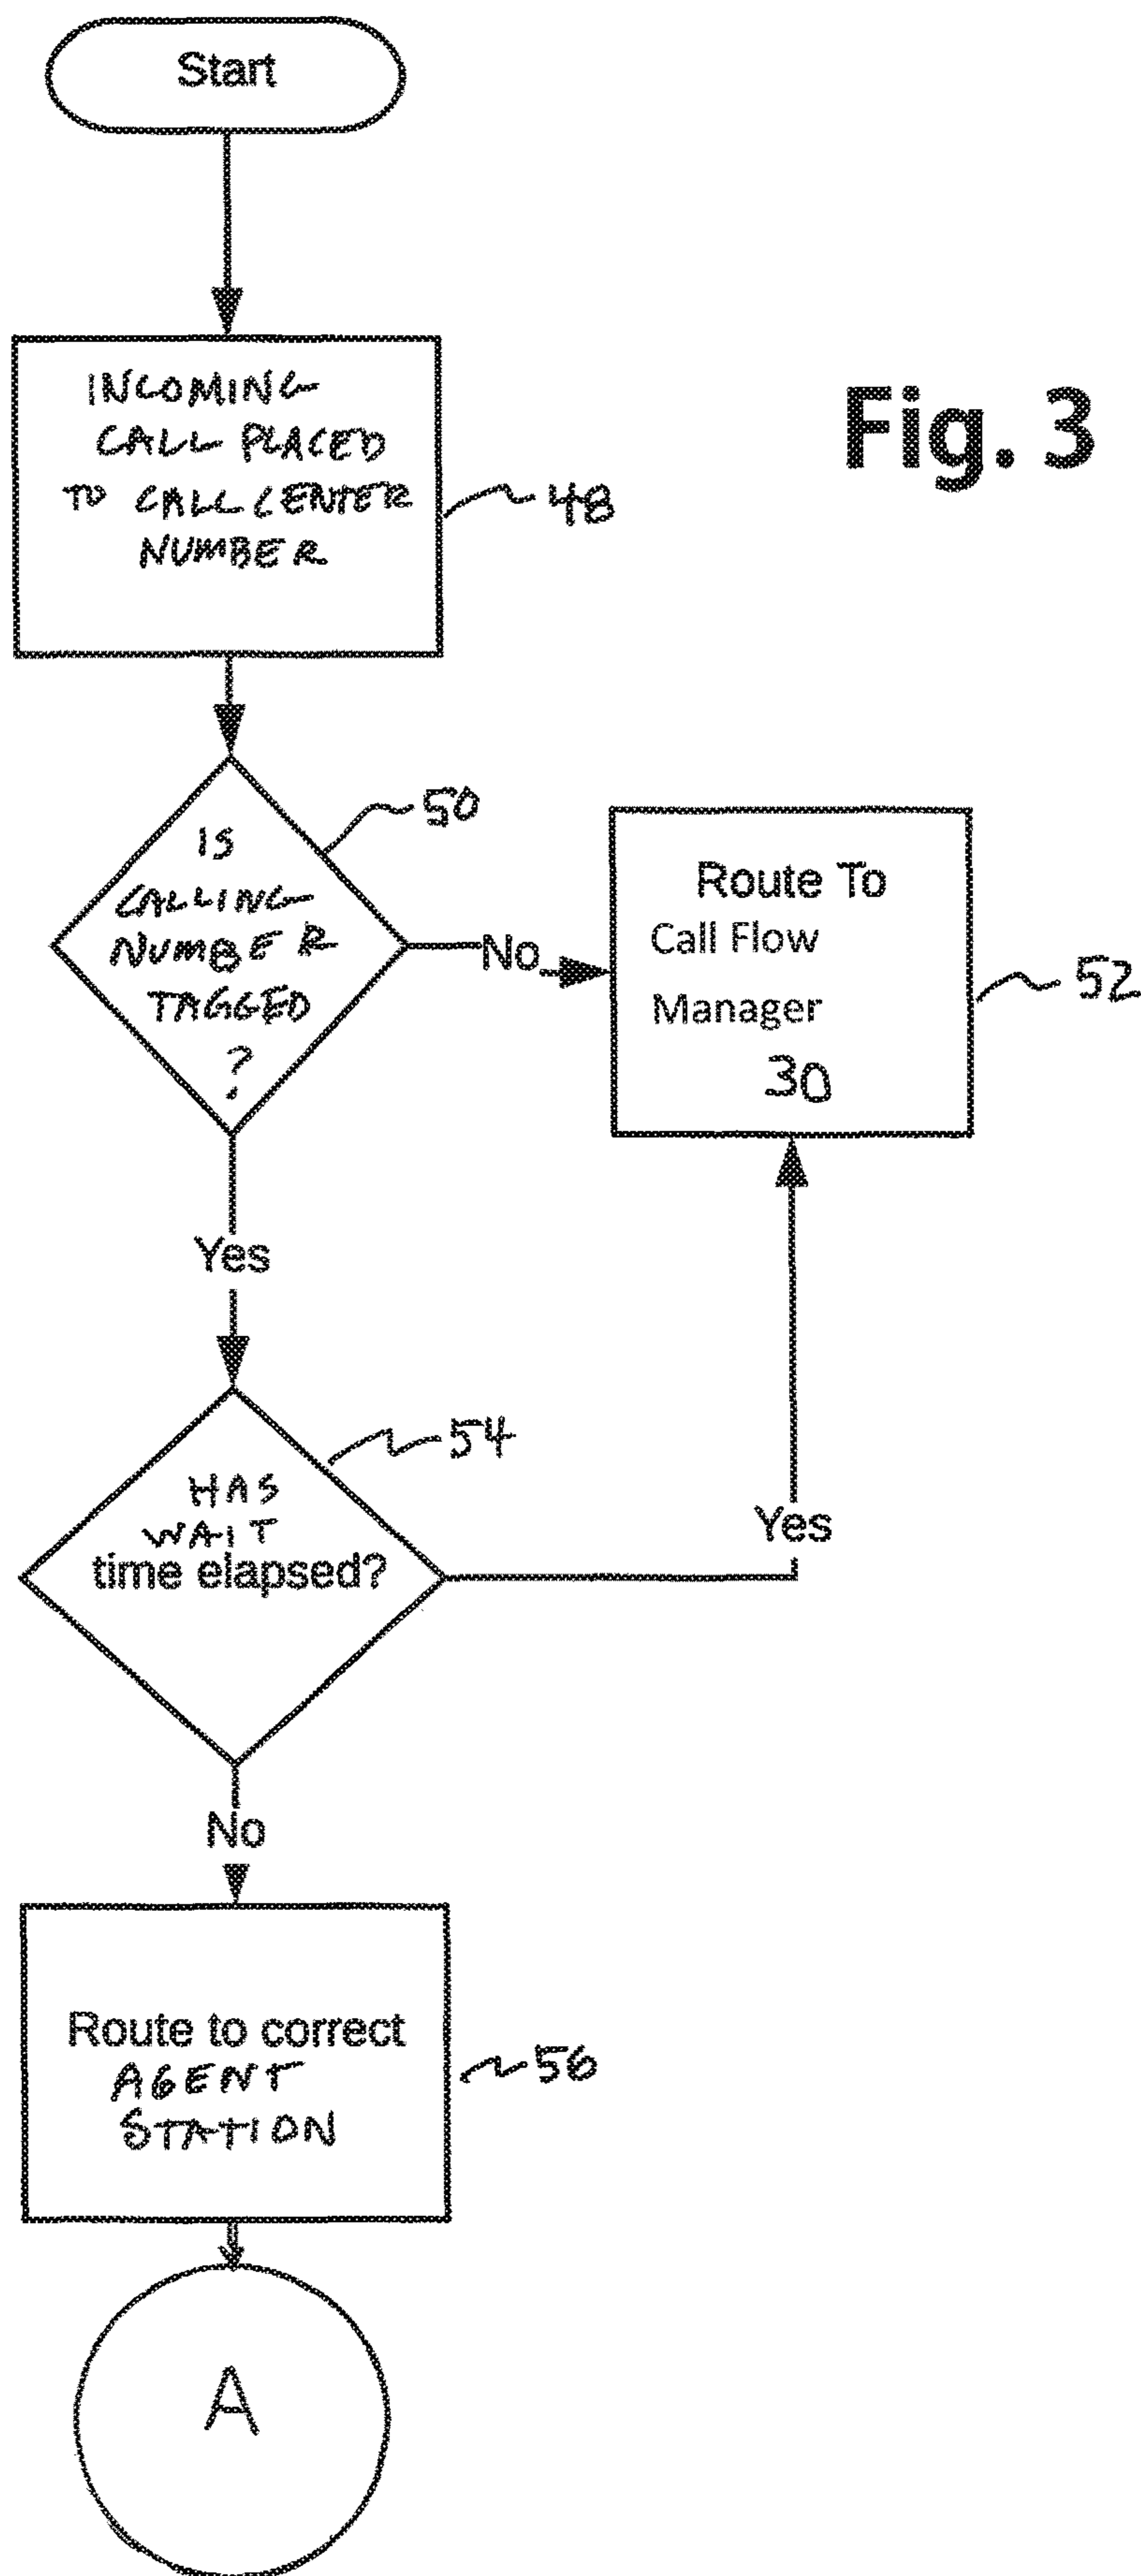 Start
Fig. 3
INCOMING
CALL PLACED
TO CALL CENTER
NUMBER
48
50
IS
CALLING
NUMBER
TAGGED
?
No
Route To
Call Flow
Manager
30
52
Yes
54
HAS
WAIT
time elapsed?
Yes
No
Route to correct
AGENT
STATION
56
A